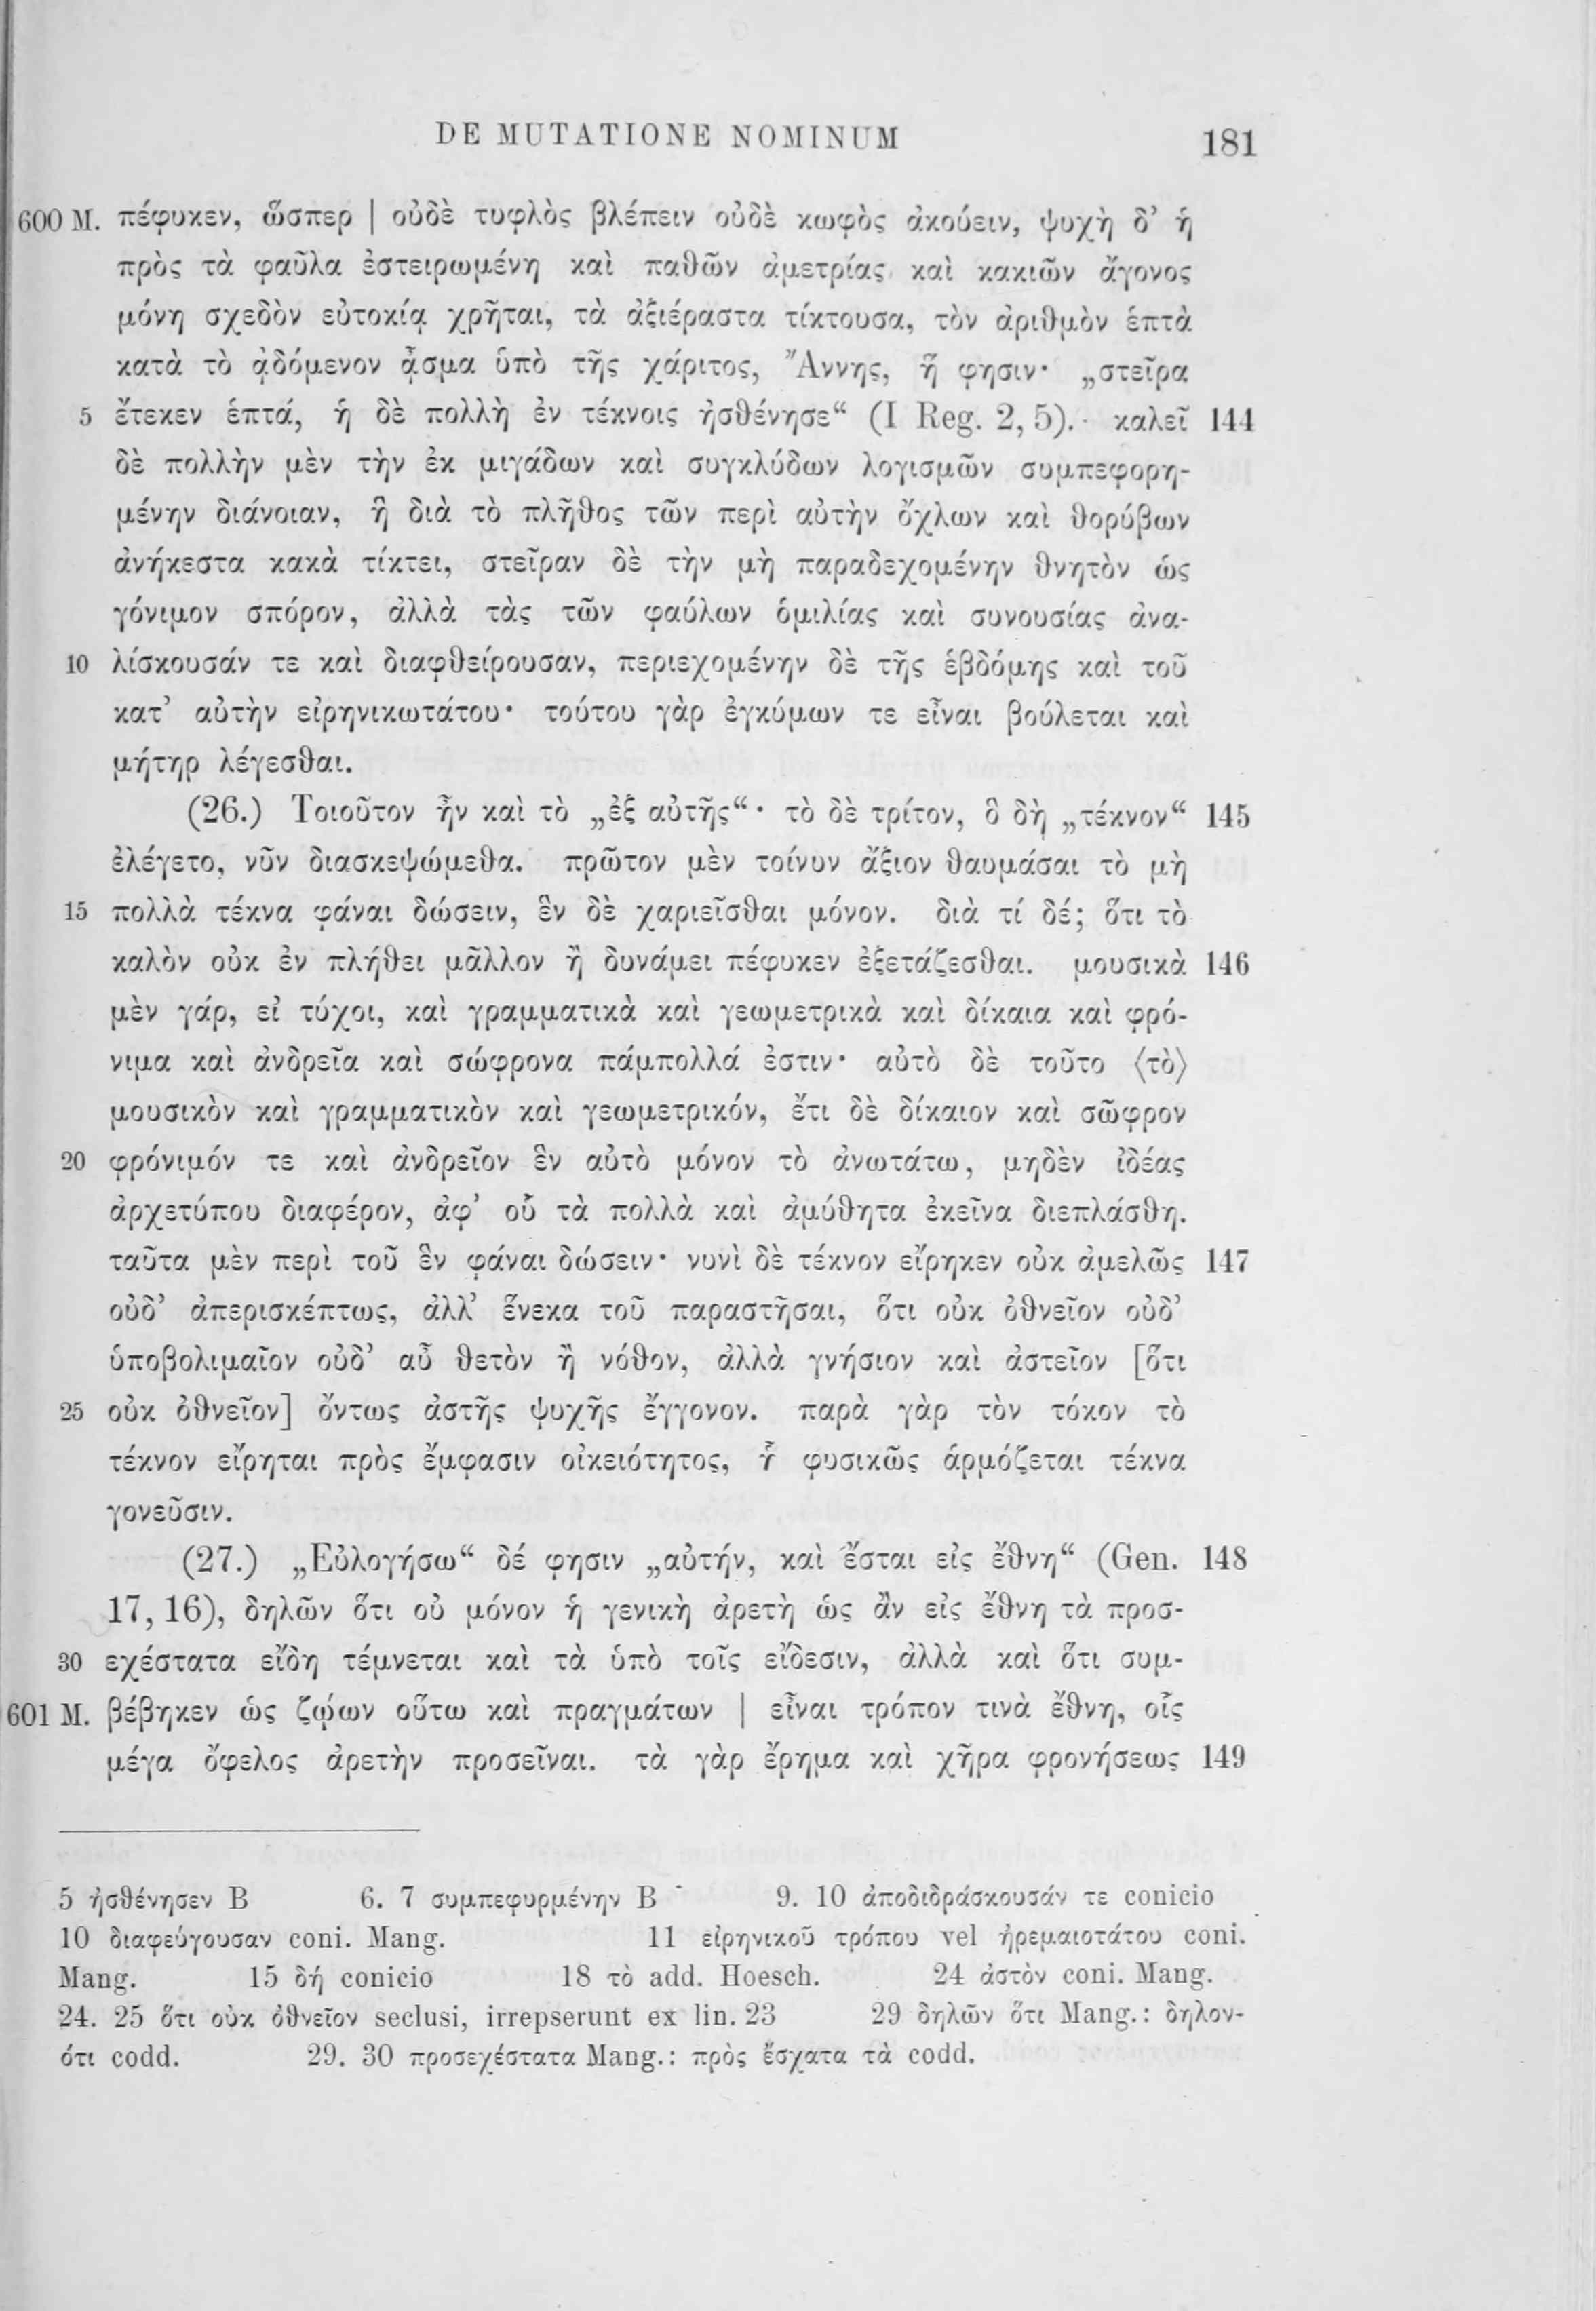 DE MUTATIONE NOMINUM 181
600 M. πέφυκεν, ὥσπερ | οὐδὲ τυφλὸς βλέπειν οὐδὲ κωφὸς ἀκούειν, ψυχὴ δ’ ἡ
πρὸς τὰ φαῦλα ἐστειρωμένη καὶ παθῶν ἀμετρίας καὶ κακιῶν ἄγονος
μόνη σχεδὸν εὐτοκίᾳ χρῆται, τὰ ἀξιέραστα τίκτουσα, τὸν ἀριθμὸν ἑπτὰ
κατὰ τὸ ᾀδόμενον ᾆσμα ὑπὸ τῆς χάριτος, Ἄννης, ἥ φησιν· „στεῖρα
5 ἔτεκεν ἑπτά, ἡ δὲ πολλὴ ἐν τέκνοις ἠσθένησε“ (I Reg. 2, 5). καλεῖ 144
δὲ πολλὴν μὲν τὴν ἐκ μιγάδων καὶ συγκλύδων λογισμῶν συμπεφορη-
μένην διάνοιαν, ἣ διὰ τὸ πλῆθος τῶν περὶ αὐτὴν ὄχλων καὶ θορύβων
ἀνήκεστα κακὰ τίκτει, στεῖραν δὲ τὴν μὴ παραδεχομένην θνητὸν ὡς
γόνιμον σπόρον, ἀλλὰ τὰς τῶν φαύλων ὁμιλίας καὶ συνουσίας ἀνα-
10 λίσκουσάν τε καὶ διαφθείρουσαν, περιεχομένην δὲ τῆς ἑβδόμης καὶ τοῦ
κατ’ αὐτὴν εἰρηνικωτάτου· τούτου γὰρ ἐγκύμων τε εἶναι βούλεται καὶ
μήτηρ λέγεσθαι.
(26.) Τοιοῦτον ἦν καὶ τὸ „ἐξ αὐτῆς“· τὸ δὲ τρίτον, ὃ δὴ „τέκνον“ 145
ἐλέγετο, νῦν διασκεψώμεθα. πρῶτον μὲν τοίνυν ἄξιον θαυμάσαι τὸ μὴ
15 πολλὰ τέκνα φάναι δώσειν, ἓν δὲ χαριεῖσθαι μόνον. διὰ τί δέ; ὅτι τὸ
καλὸν οὐκ ἐν πλήθει μᾶλλον ἢ δυνάμει πέφυκεν ἐξετάζεσθαι. μουσικὰ 146
μὲν γάρ, εἰ τύχοι, καὶ γραμματικὰ καὶ γεωμετρικὰ καὶ δίκαια καὶ φρό-
νιμα καὶ ἀνδρεῖα καὶ σώφρονα πάμπολλά ἐστιν· αὐτὸ δὲ τοῦτο ⟨τὸ⟩
μουσικὸν καὶ γραμματικὸν καὶ γεωμετρικόν, ἔτι δὲ δίκαιον καὶ σῶφρον
20 φρόνιμόν τε καὶ ἀνδρεῖον ἓν αὐτὸ μόνον τὸ ἀνωτάτω, μηδὲν ἰδέας
ἀρχετύπου διαφέρον, ἀφ’ οὗ τὰ πολλὰ καὶ ἀμύθητα ἐκεῖνα διεπλάσθη.
ταῦτα μὲν περὶ τοῦ ἓν φάναι δώσειν· νυνὶ δὲ τέκνον εἴρηκεν οὐκ ἀμελῶς 147
οὐδ’ ἀπερισκέπτως, ἀλλ’ ἕνεκα τοῦ παραστῆσαι, ὅτι οὐκ ὀθνεῖον οὐδ’
ὑποβολιμαῖον οὐδ’ αὖ θετὸν ἢ νόθον, ἀλλὰ γνήσιον καὶ ἀστεῖον [ὅτι
25 οὐκ ὀθνεῖον] ὄντως ἀστῆς ψυχῆς ἔγγονον. παρὰ γὰρ τὸν τόκον τὸ
τέκνον εἴρηται πρὸς ἔμφασιν οἰκειότητος, ᾗ φυσικῶς ἁρμόζεται τέκνα
γονεῦσιν.
(27.) „Εὐλογήσω“ δέ φησιν „αὐτήν, καὶ ἔσται εἰς ἔθνη“ (Gen. 148
17, 16), δηλῶν ὅτι οὐ μόνον ἡ γενικὴ ἀρετὴ ὡς ἂν εἰς ἔθνη τὰ προσ-
30 εχέστατα εἴδη τέμνεται καὶ τὰ ὑπὸ τοῖς εἴδεσιν, ἀλλὰ καὶ ὅτι συμ-
601 M. βέβηκεν ὡς ζῴων οὕτω καὶ πραγμάτων | εἶναι τρόπον τινὰ ἔθνη, οἷς
μέγα ὄφελος ἀρετὴν προσεῖναι. τὰ γὰρ ἔρημα καὶ χῆρα φρονήσεως 149
5 ἠσθένησεν B 6. 7 συμπεφυρμένην B 9. 10 ἀποδιδράσκουσάν τε conicio
10 διαφεύγουσαν coni. Mang. 11 εἰρηνικοῦ τρόπου vel ἠρεμαιοτάτου coni.
Mang. 15 δή conicio 18 τὸ add. Hoesch. 24 ἀστὸν coni. Mang.
24. 25 ὅτι οὐκ ὀθνεῖον seclusi, irrepserunt ex lin. 23 29 δηλῶν ὅτι Mang.: δηλον-
ότι codd. 29. 30 προσεχέστατα Mang.: πρὸς ἔσχατα τὰ codd.